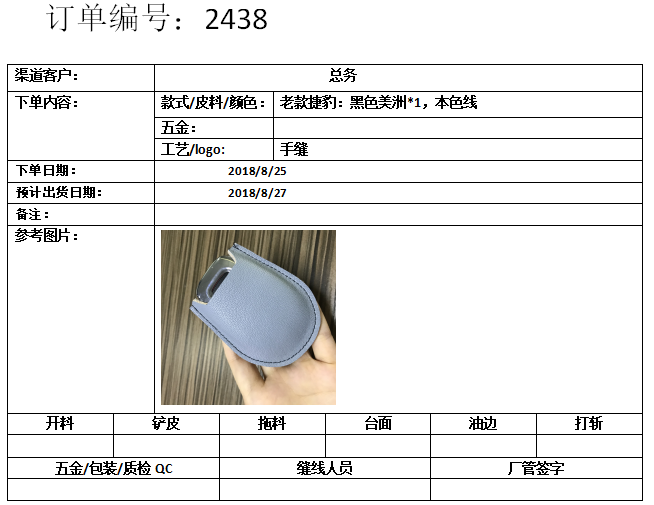 订单编号：2438
渠道客户： 总务
下单内容： 款式/皮料/颜色： 老款捷豹：黑色美洲*1，本色线
五金：
工艺/logo: 手缝
下单日期： 2018/8/25
预计出货日期： 2018/8/27
备注：
参考图片：
开料 铲皮 拖料 台面 油边 打斩
五金/包装/质检 QC 缝线人员 厂管签字